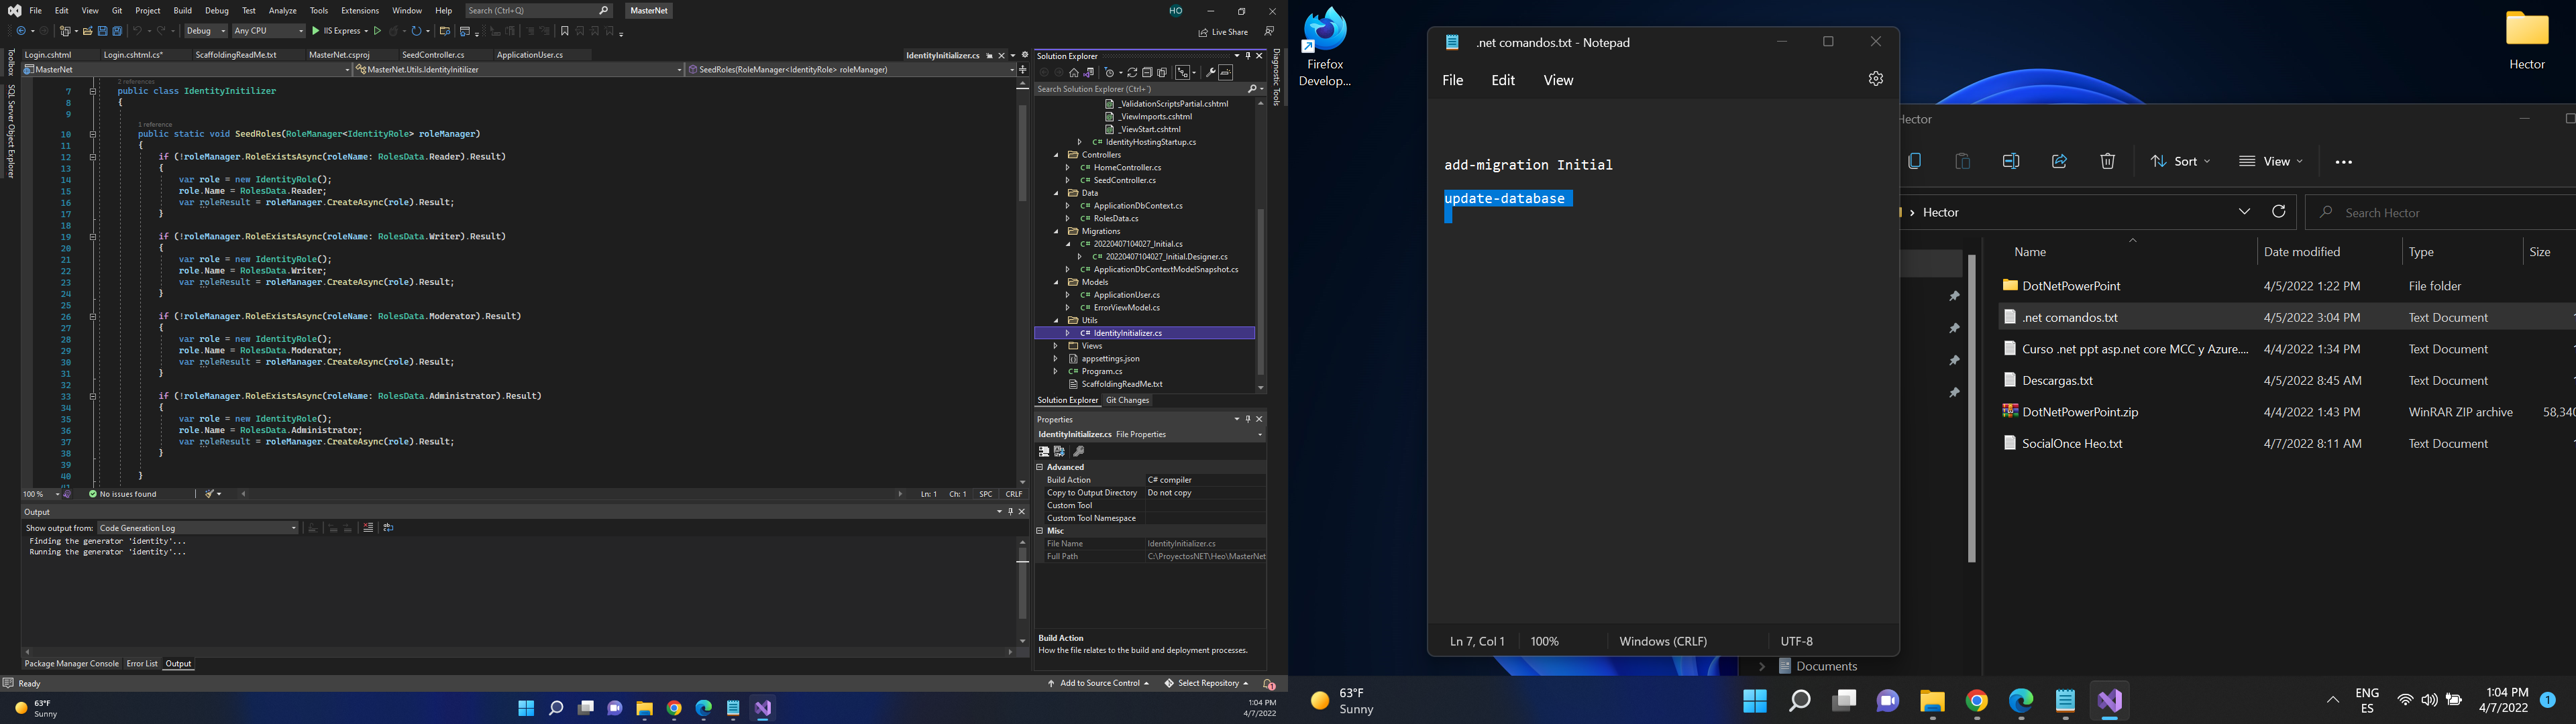 File Edit View Git Project Build Debug Test Analyze Tools Extensions Window Help Search (Ctrl+Q) MasterNet HO
Debug Any CPU IIS Express Live Share
Login.cshtml Login.cshtml.cs* ScaffoldingReadMe.txt MasterNet.csproj SeedController.cs ApplicationUser.cs IdentityInitializer.cs
MasterNet MasterNet.Utils.IdentityInitilizer SeedRoles(RoleManager<IdentityRole> roleManager)
Toolbox
SQL Server Object Explorer
2 references
7 public class IdentityInitilizer
8 {
9
1 reference
10 public static void SeedRoles(RoleManager<IdentityRole> roleManager)
11 {
12 if (!roleManager.RoleExistsAsync(roleName: RolesData.Reader).Result)
13 {
14 var role = new IdentityRole();
15 role.Name = RolesData.Reader;
16 var roleResult = roleManager.CreateAsync(role).Result;
17 }
18
19 if (!roleManager.RoleExistsAsync(roleName: RolesData.Writer).Result)
20 {
21 var role = new IdentityRole();
22 role.Name = RolesData.Writer;
23 var roleResult = roleManager.CreateAsync(role).Result;
24 }
25
26 if (!roleManager.RoleExistsAsync(roleName: RolesData.Moderator).Result)
27 {
28 var role = new IdentityRole();
29 role.Name = RolesData.Moderator;
30 var roleResult = roleManager.CreateAsync(role).Result;
31 }
32
33 if (!roleManager.RoleExistsAsync(roleName: RolesData.Administrator).Result)
34 {
35 var role = new IdentityRole();
36 role.Name = RolesData.Administrator;
37 var roleResult = roleManager.CreateAsync(role).Result;
38 }
39
40 }
100 % No issues found Ln: 1 Ch: 1 SPC CRLF
Output
Show output from: Code Generation Log
Finding the generator 'identity'...
Running the generator 'identity'...
Package Manager Console Error List Output
Ready Add to Source Control Select Repository 1
Solution Explorer
Search Solution Explorer (Ctrl+¨)
_ValidationScriptsPartial.cshtml
_ViewImports.cshtml
_ViewStart.cshtml
C# IdentityHostingStartup.cs
Controllers
C# HomeController.cs
C# SeedController.cs
Data
C# ApplicationDbContext.cs
C# RolesData.cs
Migrations
C# 20220407104027_Initial.cs
C# 20220407104027_Initial.Designer.cs
C# ApplicationDbContextModelSnapshot.cs
Models
C# ApplicationUser.cs
C# ErrorViewModel.cs
Utils
C# IdentityInitializer.cs
Views
appsettings.json
C# Program.cs
ScaffoldingReadMe.txt
Solution Explorer Git Changes
Properties
IdentityInitializer.cs File Properties
Advanced
Build Action C# compiler
Copy to Output Directory Do not copy
Custom Tool
Custom Tool Namespace
Misc
File Name IdentityInitializer.cs
Full Path C:\ProyectosNET\Heo\MasterNet
Build Action
How the file relates to the build and deployment processes.
Diagnostic Tools
63°F
Sunny
1:04 PM
4/7/2022
Firefox
Develop...
.net comandos.txt - Notepad
File Edit View
add-migration Initial
update-database
Ln 7, Col 1 100% Windows (CRLF) UTF-8
Hector
Hector
Sort View
Hector Search Hector
Name Date modified Type Size
DotNetPowerPoint 4/5/2022 1:22 PM File folder
.net comandos.txt 4/5/2022 3:04 PM Text Document
Curso .net ppt asp.net core MCC y Azure.... 4/4/2022 1:34 PM Text Document
Descargas.txt 4/5/2022 8:45 AM Text Document
DotNetPowerPoint.zip 4/4/2022 1:43 PM WinRAR ZIP archive 58,340
SocialOnce Heo.txt 4/7/2022 8:11 AM Text Document
Documents
63°F
Sunny
ENG
ES
1:04 PM
4/7/2022
1